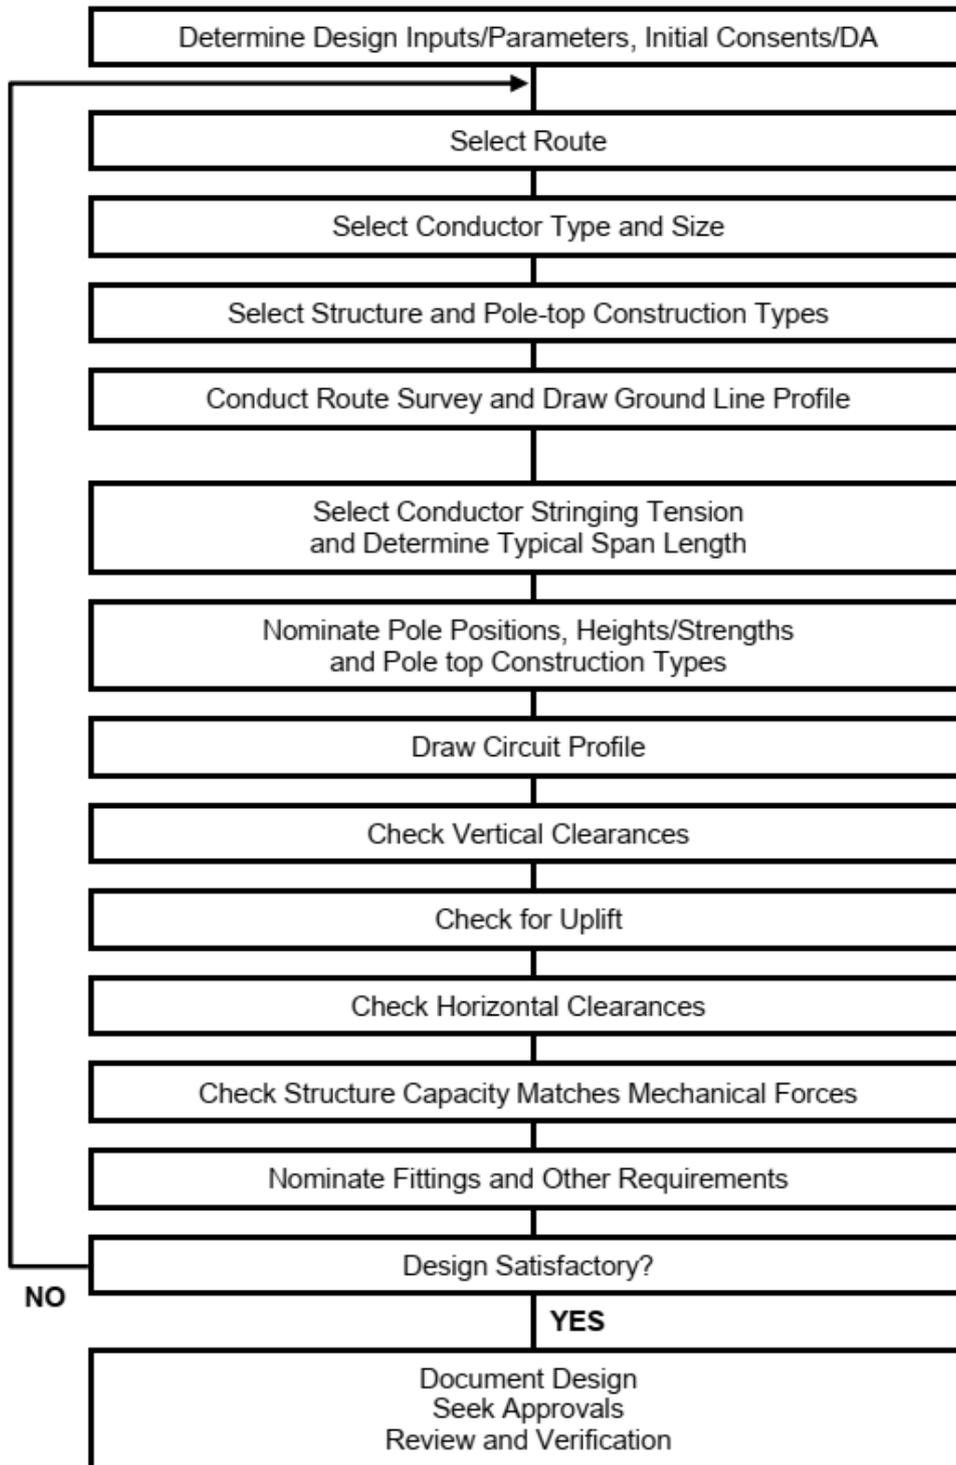 Determine Design Inputs/Parameters, Initial Consents/DA
Select Route
Select Conductor Type and Size
Select Structure and Pole-top Construction Types
Conduct Route Survey and Draw Ground Line Profile
Select Conductor Stringing Tension
and Determine Typical Span Length
Nominate Pole Positions, Heights/Strengths
and Pole top Construction Types
Draw Circuit Profile
Check Vertical Clearances
Check for Uplift
Check Horizontal Clearances
Check Structure Capacity Matches Mechanical Forces
Nominate Fittings and Other Requirements
Design Satisfactory?
NO
YES
Document Design
Seek Approvals
Review and Verification